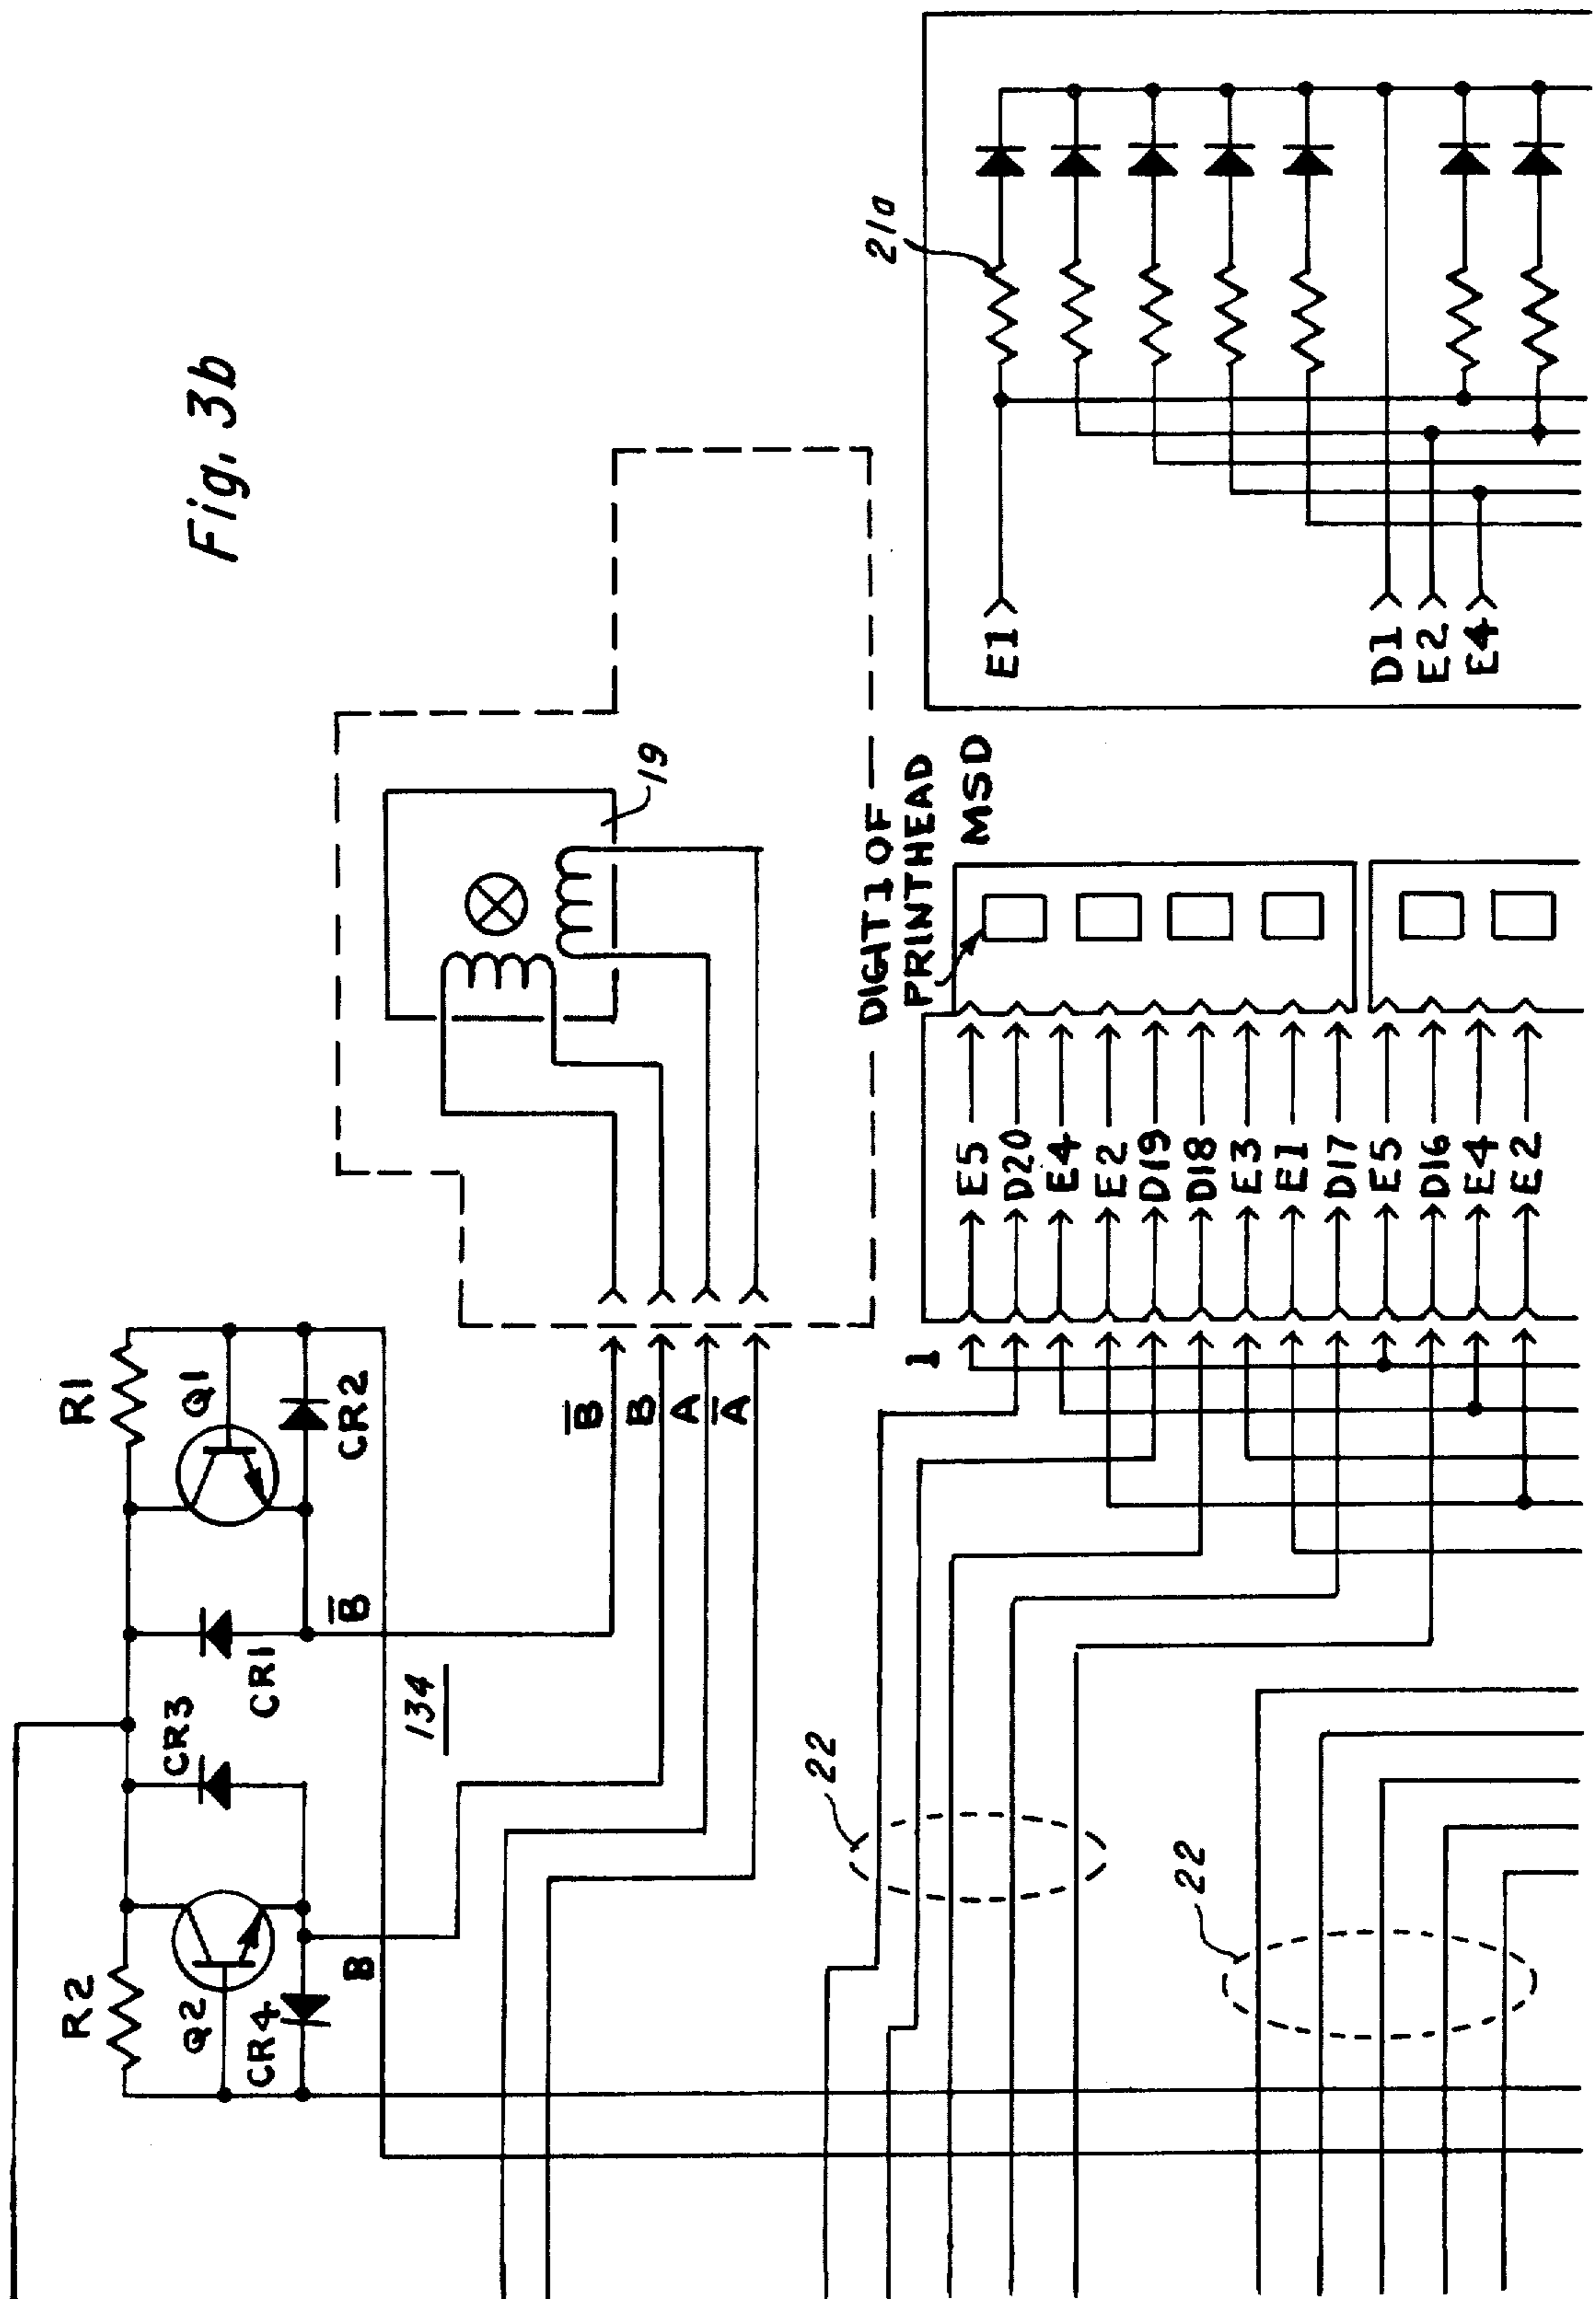 Fig. 3b
R2
Q2
CR4
B
CR3
CR1
B̅
R1
Q1
CR2
134
B̅
B
A
A̅
19
22
22
1
E5
D20
E4
E2
D19
D18
E3
E1
D17
E5
D16
E4
E2
DIGIT 1 OF
PRINTHEAD
MSD
21a
E1
D1
E2
E4